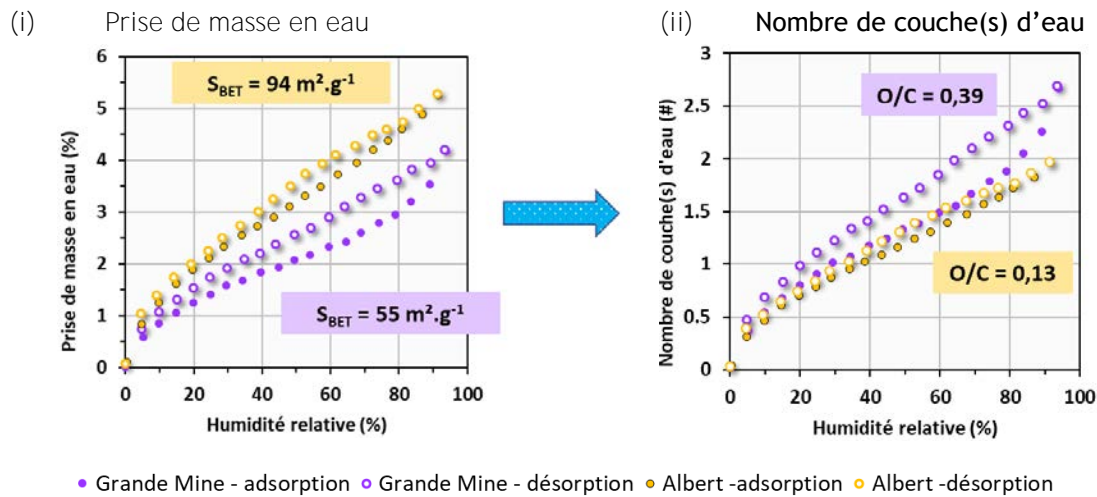 (i) Prise de masse en eau
6
5
4
3
2
1
0
Prise de masse en eau (%)
S_BET = 94 m².g⁻¹
S_BET = 55 m².g⁻¹
0 20 40 60 80 100
Humidité relative (%)
(ii) Nombre de couche(s) d'eau
3
2.5
2
1.5
1
0.5
0
Nombre de couche(s) d'eau (#)
O/C = 0,39
O/C = 0,13
0 20 40 60 80 100
Humidité relative (%)
Grande Mine - adsorption Grande Mine - désorption Albert -adsorption Albert -désorption